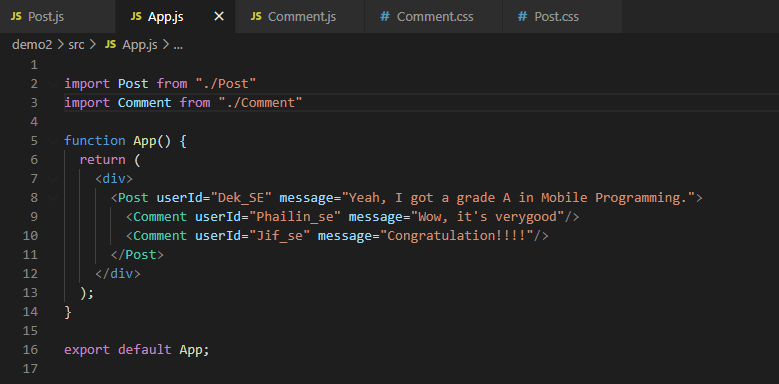 JS Post.js JS App.js × JS Comment.js # Comment.css # Post.css
demo2 > src > JS App.js > ...
1
2 import Post from "./Post"
3 import Comment from "./Comment"
4
5 function App() {
6 return (
7 <div>
8 <Post userId="Dek_SE" message="Yeah, I got a grade A in Mobile Programming.">
9 <Comment userId="Phailin_se" message="Wow, it's verygood"/>
10 <Comment userId="Jif_se" message="Congratulation!!!!"/>
11 </Post>
12 </div>
13 );
14 }
15
16 export default App;
17